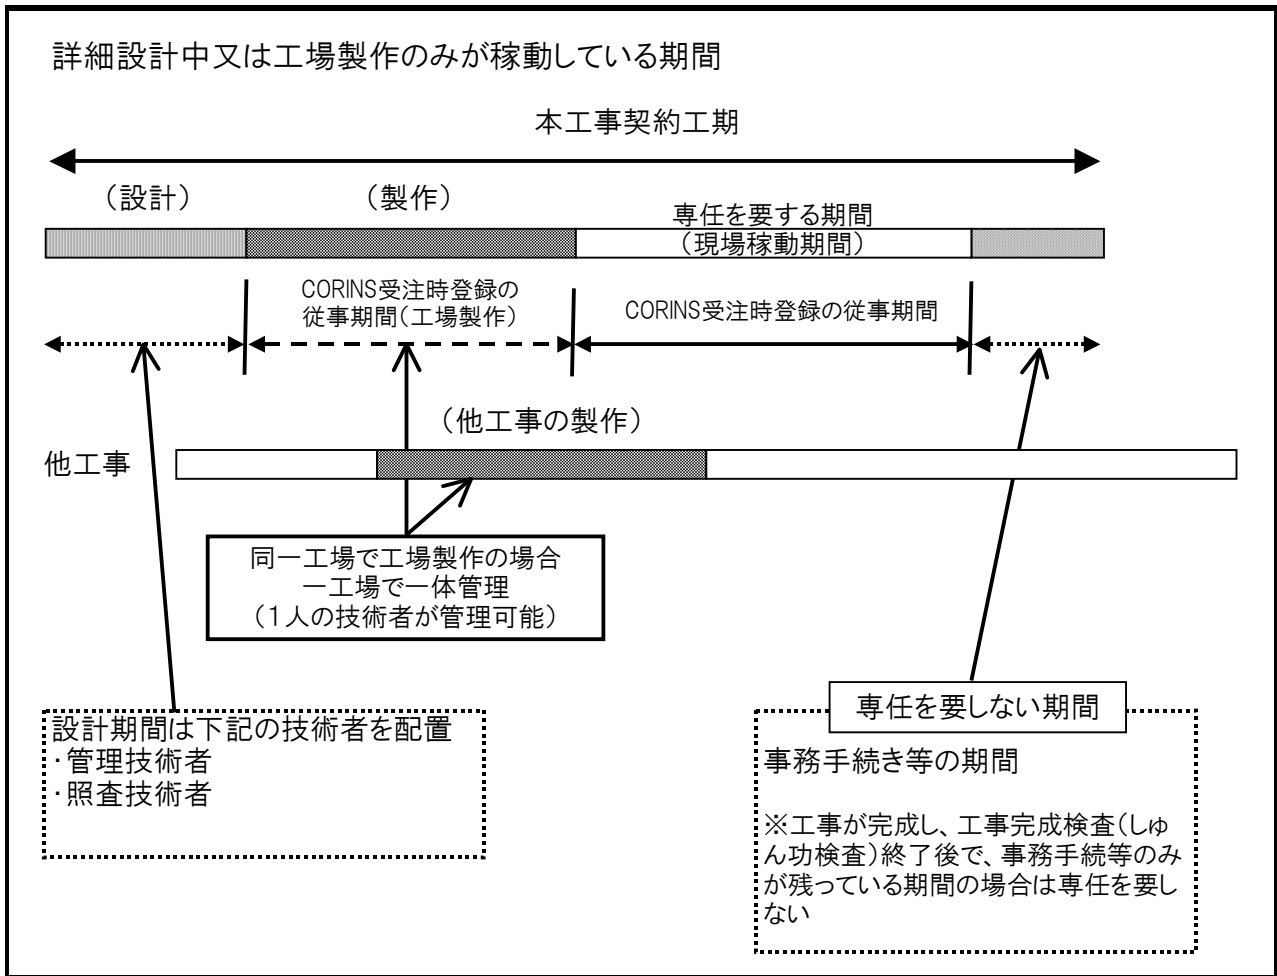 詳細設計中又は工場製作のみが稼動している期間
本工事契約工期
（設計）
（製作）
専任を要する期間
（現場稼動期間）
CORINS受注時登録の
従事期間（工場製作）
CORINS受注時登録の従事期間
（他工事の製作）
他工事
同一工場で工場製作の場合
一工場で一体管理
（１人の技術者が管理可能）
設計期間は下記の技術者を配置
・管理技術者
・照査技術者
専任を要しない期間
事務手続き等の期間
※工事が完成し、工事完成検査（しゅ
ん功検査）終了後で、事務手続等のみ
が残っている期間の場合は専任を要し
ない